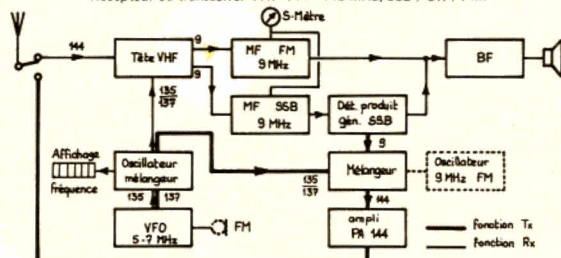 S-Mètre
144
Tête VHF
9
9
MF FM
9 MHz
BF
MF SSB
9 MHz
Dét. produit
gén. SSB
135
137
9
Affichage
fréquence
Oscillateur
mélangeur
Mélangeur
Oscillateur
9 MHz FM
135
137
135
137
144
VFO
5-7 MHz
FM
ampli
PA 144
fonction Tx
fonction Rx